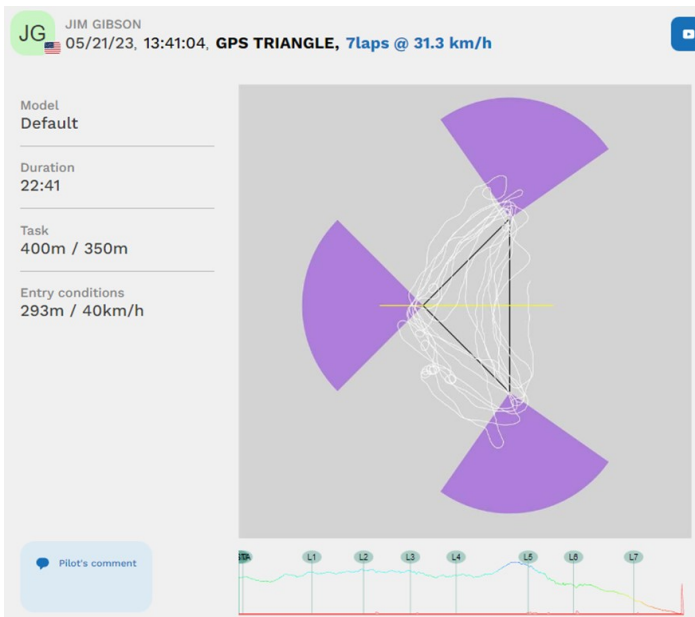 JG
JIM GIBSON
05/21/23, 13:41:04, GPS TRIANGLE, 7laps @ 31.3 km/h
Model
Default
Duration
22:41
Task
400m / 350m
Entry conditions
293m / 40km/h
Pilot's comment
STA L1 L2 L3 L4 L5 L6 L7